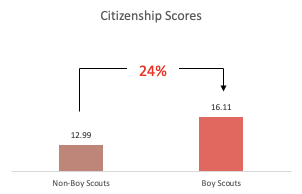 Citizenship Scores
24%
16.11
12.99
Non-Boy Scouts
Boy Scouts